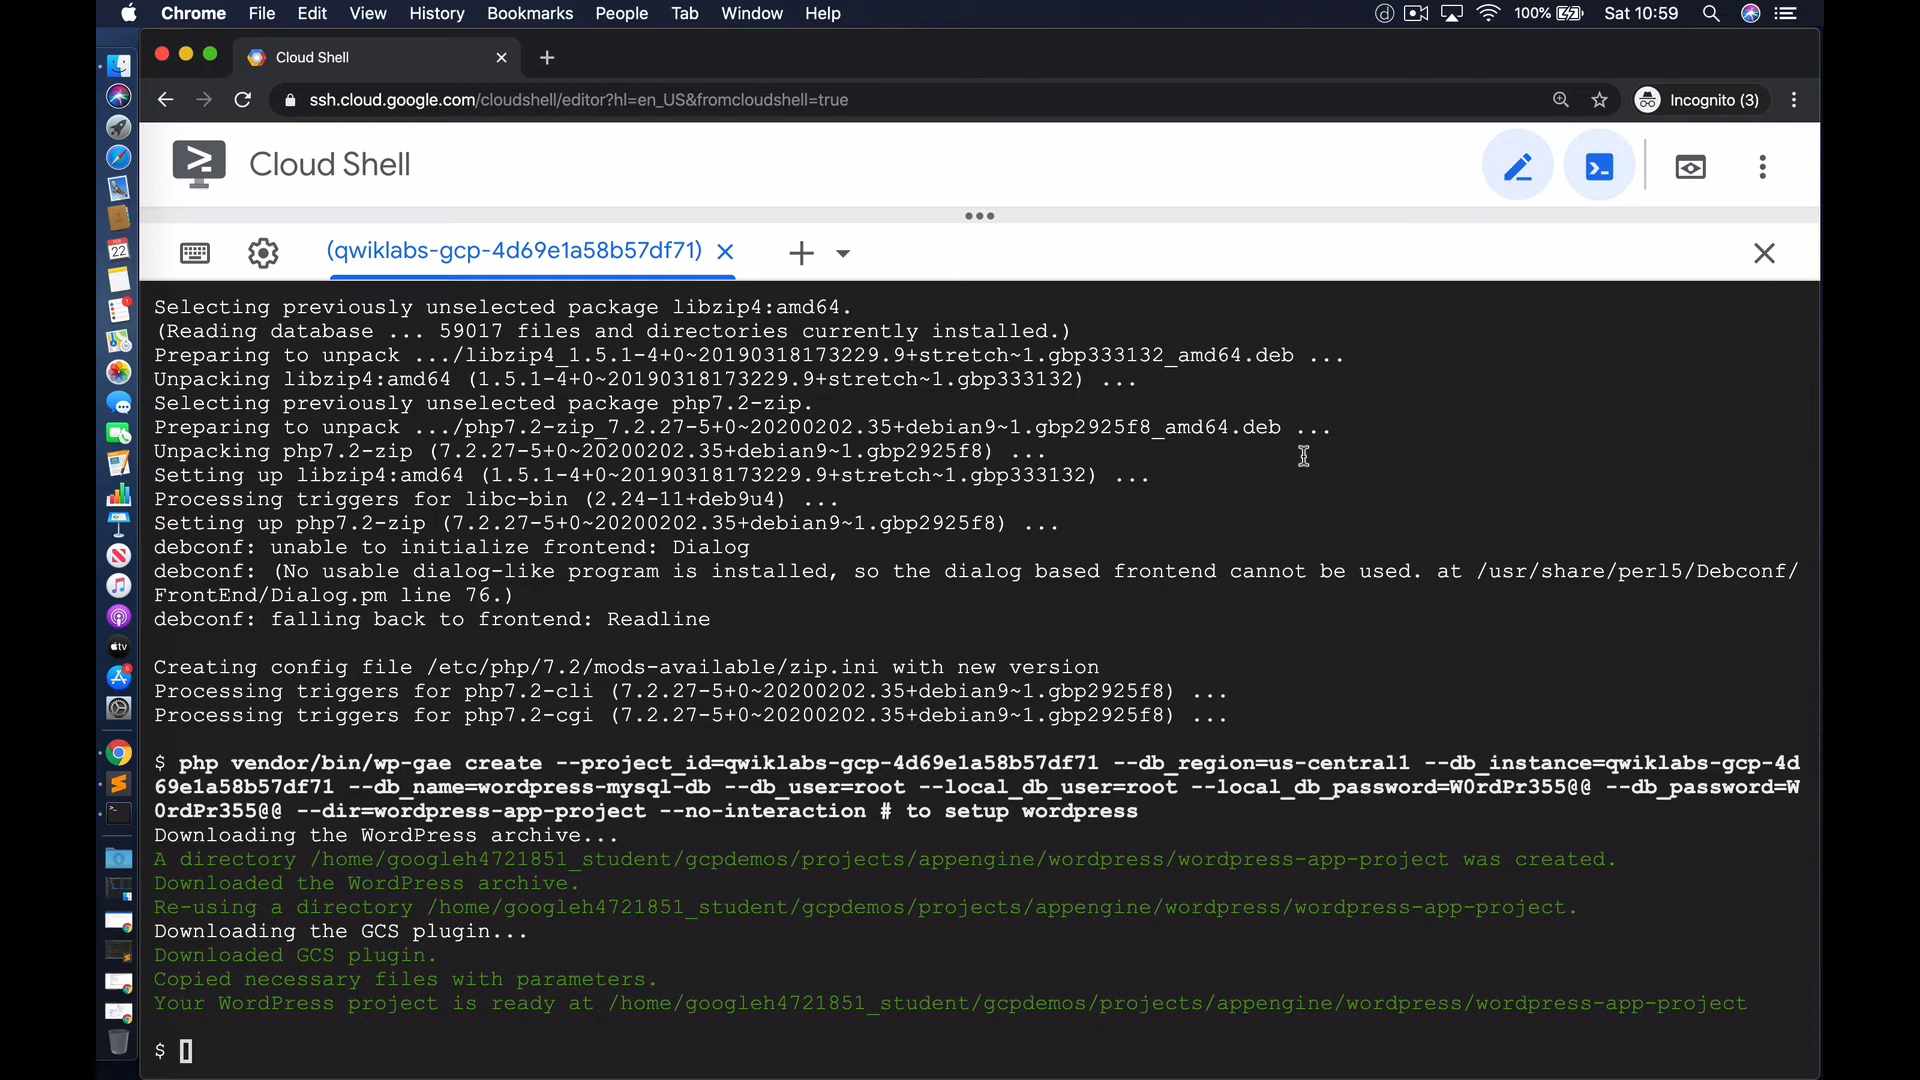 Chrome File Edit View History Bookmarks People Tab Window Help 100% Sat 10:59
Cloud Shell
ssh.cloud.google.com/cloudshell/editor?hl=en_US&fromcloudshell=true Incognito (3)
Cloud Shell
(qwiklabs-gcp-4d69e1a58b57df71)
Selecting previously unselected package libzip4:amd64.
(Reading database ... 59017 files and directories currently installed.)
Preparing to unpack .../libzip4_1.5.1-4+0~20190318173229.9+stretch~1.gbp333132_amd64.deb ...
Unpacking libzip4:amd64 (1.5.1-4+0~20190318173229.9+stretch~1.gbp333132) ...
Selecting previously unselected package php7.2-zip.
Preparing to unpack .../php7.2-zip_7.2.27-5+0~20200202.35+debian9~1.gbp2925f8_amd64.deb ...
Unpacking php7.2-zip (7.2.27-5+0~20200202.35+debian9~1.gbp2925f8) ...
Setting up libzip4:amd64 (1.5.1-4+0~20190318173229.9+stretch~1.gbp333132) ...
Processing triggers for libc-bin (2.24-11+deb9u4) ...
Setting up php7.2-zip (7.2.27-5+0~20200202.35+debian9~1.gbp2925f8) ...
debconf: unable to initialize frontend: Dialog
debconf: (No usable dialog-like program is installed, so the dialog based frontend cannot be used. at /usr/share/perl5/Debconf/
FrontEnd/Dialog.pm line 76.)
debconf: falling back to frontend: Readline
Creating config file /etc/php/7.2/mods-available/zip.ini with new version
Processing triggers for php7.2-cli (7.2.27-5+0~20200202.35+debian9~1.gbp2925f8) ...
Processing triggers for php7.2-cgi (7.2.27-5+0~20200202.35+debian9~1.gbp2925f8) ...
$ php vendor/bin/wp-gae create --project_id=qwiklabs-gcp-4d69e1a58b57df71 --db_region=us-central1 --db_instance=qwiklabs-gcp-4d
69e1a58b57df71 --db_name=wordpress-mysql-db --db_user=root --local_db_user=root --local_db_password=W0rdPr355@@ --db_password=W
0rdPr355@@ --dir=wordpress-app-project --no-interaction # to setup wordpress
Downloading the WordPress archive...
A directory /home/googleh4721851_student/gcpdemos/projects/appengine/wordpress/wordpress-app-project was created.
Downloaded the WordPress archive.
Re-using a directory /home/googleh4721851_student/gcpdemos/projects/appengine/wordpress/wordpress-app-project.
Downloading the GCS plugin...
Downloaded GCS plugin.
Copied necessary files with parameters.
Your WordPress project is ready at /home/googleh4721851_student/gcpdemos/projects/appengine/wordpress/wordpress-app-project
$